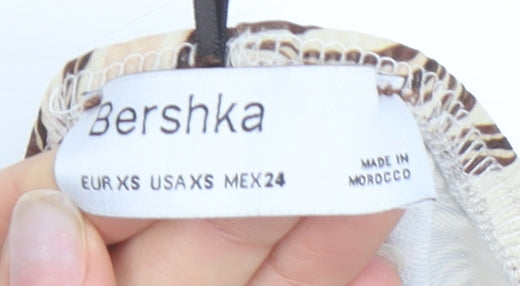 Bershka
EUR XS USA XS MEX 24
MADE IN
MOROCCO